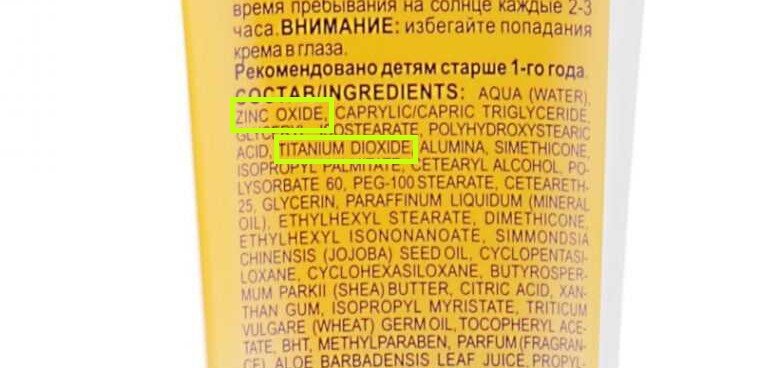 время пребывания на солнце каждые 2-3
часа. ВНИМАНИЕ: избегайте попадания
крема в глаза.
Рекомендовано детям старше 1-го года.
СОСТАВ/INGREDIENTS: AQUA (WATER),
ZINC OXIDE, CAPRYLIC/CAPRIC TRIGLYCERIDE,
GLYCERYL ISOSTEARATE, POLYHYDROXYSTEARIC
ACID, TITANIUM DIOXIDE, ALUMINA, SIMETHICONE,
ISOPROPYL PALMITATE, CETEARYL ALCOHOL, PO-
LYSORBATE 60, PEG-100 STEARATE, CETEARETH-
25, GLYCERIN, PARAFFINUM LIQUIDUM (MINERAL
OIL), ETHYLHEXYL STEARATE, DIMETHICONE,
ETHYLHEXYL ISONONANOATE, SIMMONDSIA
CHINENSIS (JOJOBA) SEED OIL, CYCLOPENTASI-
LOXANE, CYCLOHEXASILOXANE, BUTYROSPER-
MUM PARKII (SHEA) BUTTER, CITRIC ACID, XAN-
THAN GUM, ISOPROPYL MYRISTATE, TRITICUM
VULGARE (WHEAT) GERM OIL, TOCOPHERYL ACE-
TATE, BHT, METHYLPARABEN, PARFUM (FRAGRAN-
CE), ALOE BARBADENSIS LEAF JUICE, PROPYL-